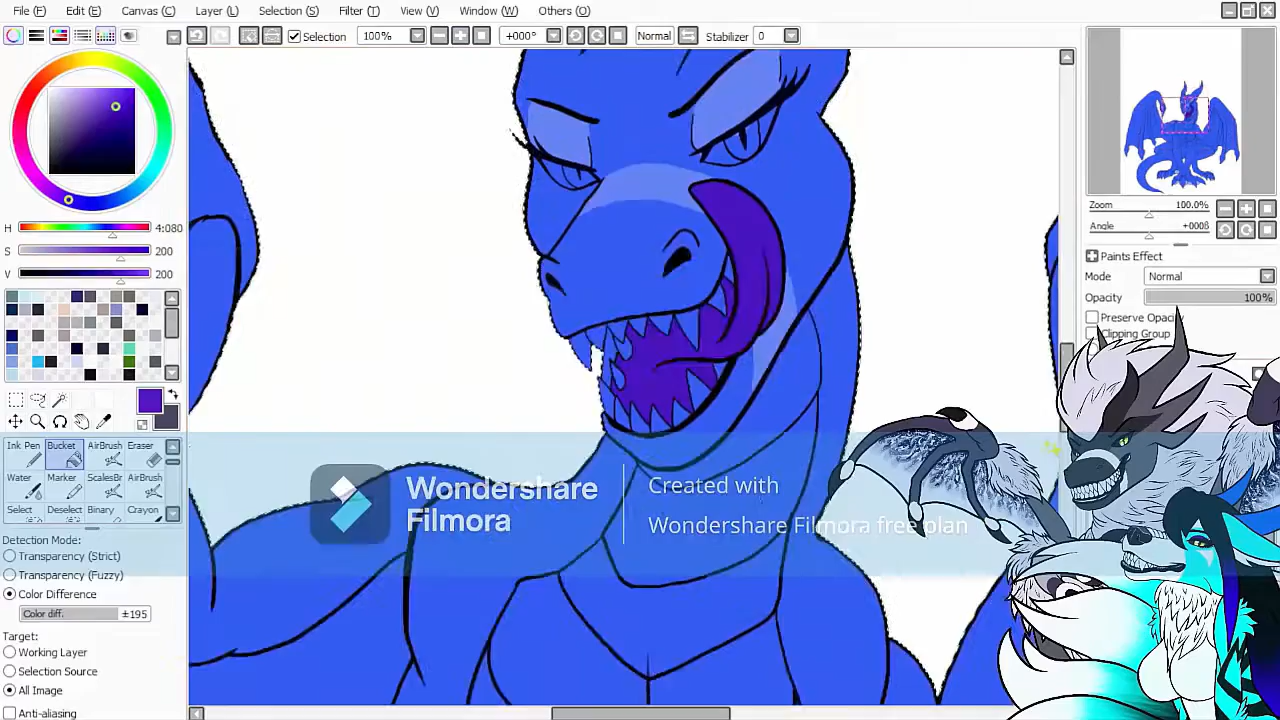 File (F) Edit (E) Canvas (C) Layer (L) Selection (S) Filter (T) View (V) Window (W) Others (O)
Selection 100% +000° Normal Stabilizer 0
H 4:080
S 200
V 200
Ink Pen Bucket AirBrush Eraser
Water Marker ScalesBr AirBrush
Select Deselect Binary Crayon
Detection Mode:
Transparency (Strict)
Transparency (Fuzzy)
Color Difference
Color diff. ±195
Target:
Working Layer
Selection Source
All Image
Anti-aliasing
Zoom 100.0%
Angle
Paints Effect
Mode Normal
Opacity 100%
Preserve Opaci
Clipping Group
Wondershare
Filmora
Created with
Wondershare Filmora free plan